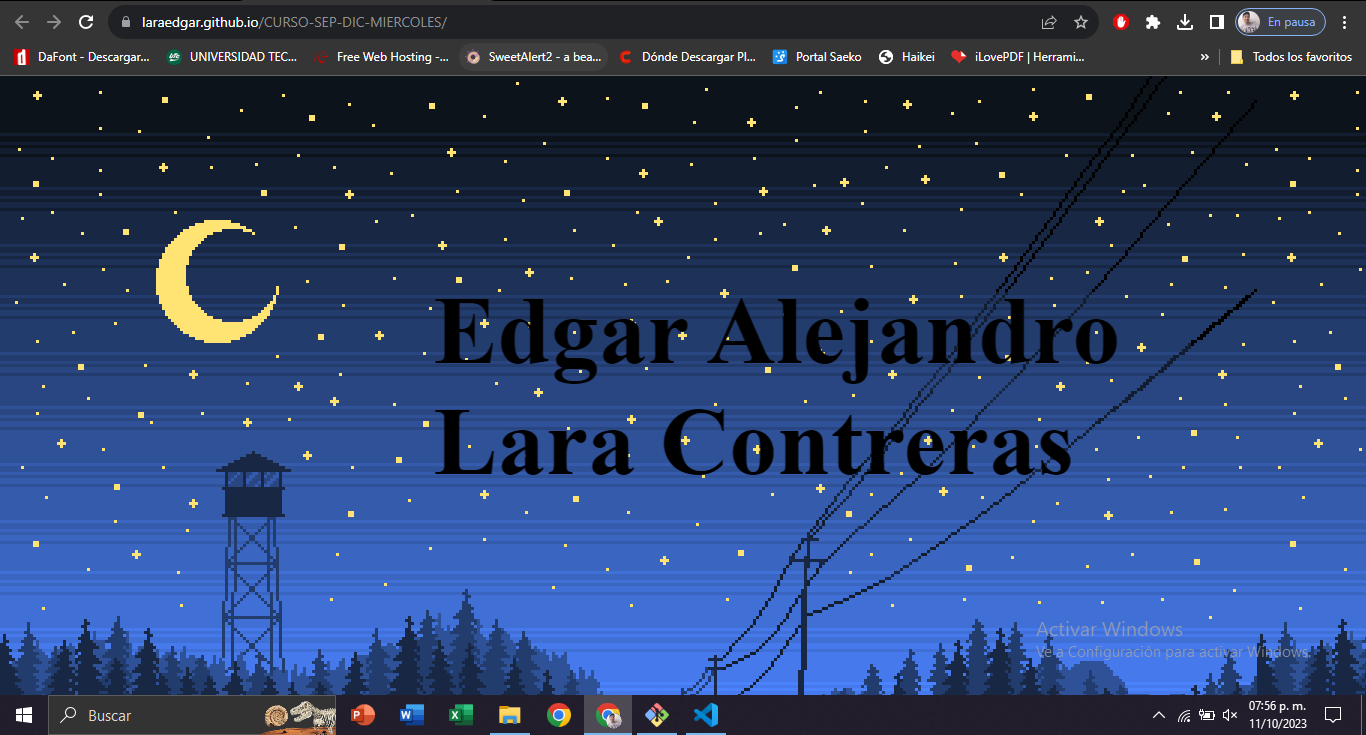 laraedgar.github.io/CURSO-SEP-DIC-MIERCOLES/
En pausa
DaFont - Descargar...
UNIVERSIDAD TEC...
Free Web Hosting -...
SweetAlert2 - a bea...
Dónde Descargar Pl...
Portal Saeko
Haikei
iLovePDF | Herrami...
»
Todos los favoritos
Edgar Alejandro
Lara Contreras
Activar Windows
Ve a Configuración para activar Windows.
Buscar
07:56 p. m.
11/10/2023